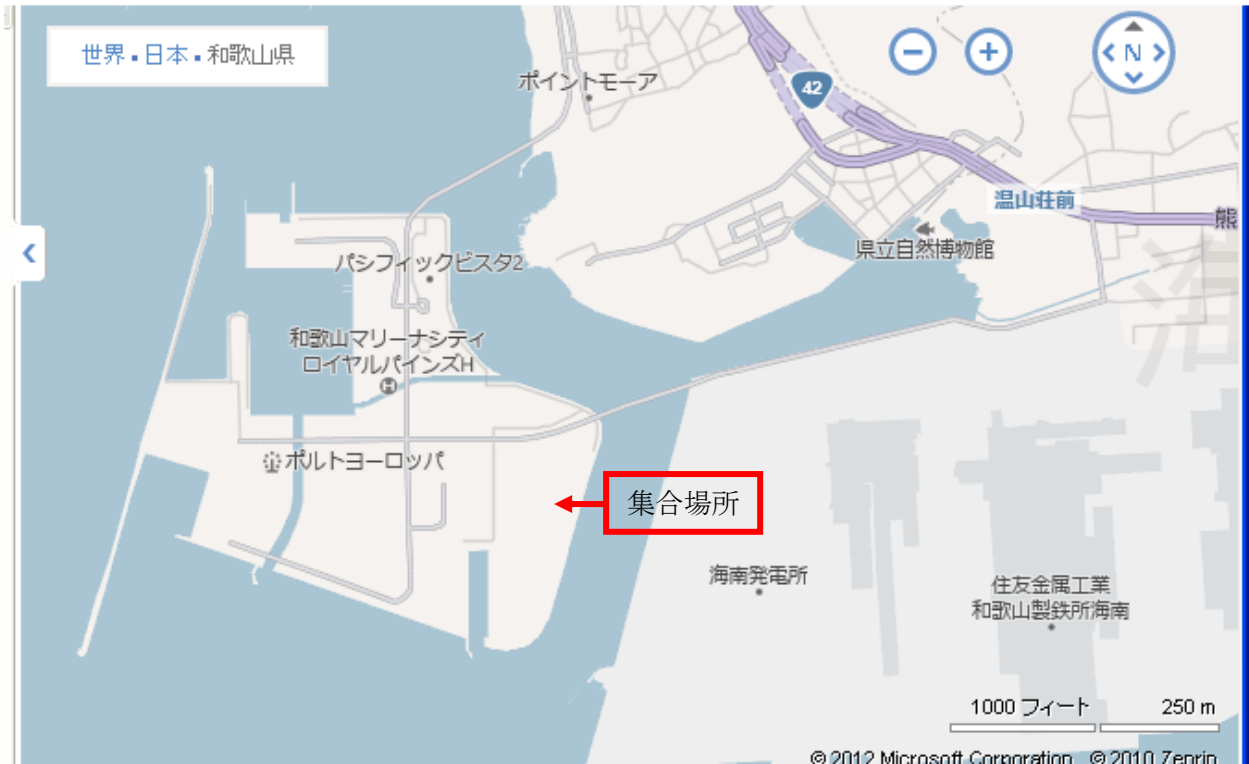 世界 ▪ 日本 ▪ 和歌山県
ポイントモーア
42
N
温山荘前
熊
県立自然博物館
海
パシフィックビスタ2
和歌山マリーナシティ
ロイヤルパインズH
H
ポルトヨーロッパ
集合場所
海南発電所
住友金属工業
和歌山製鉄所海南
1000 フィート
250 m
© 2012 Microsoft Corporation © 2010 Zenrin